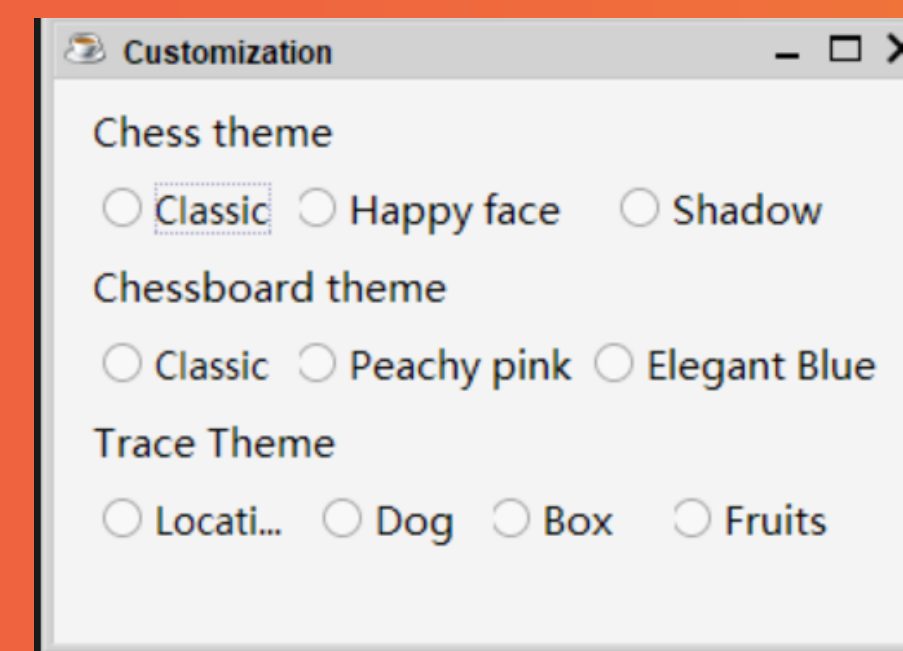 Customization
Chess theme
Classic Happy face Shadow
Chessboard theme
Classic Peachy pink Elegant Blue
Trace Theme
Locati... Dog Box Fruits